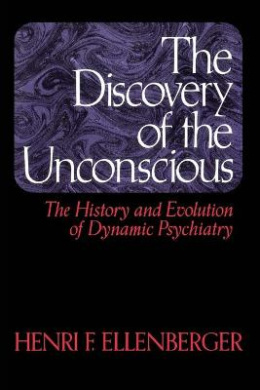 The
Discovery
of the
Unconscious
The History and Evolution
of Dynamic Psychiatry
HENRI F. ELLENBERGER